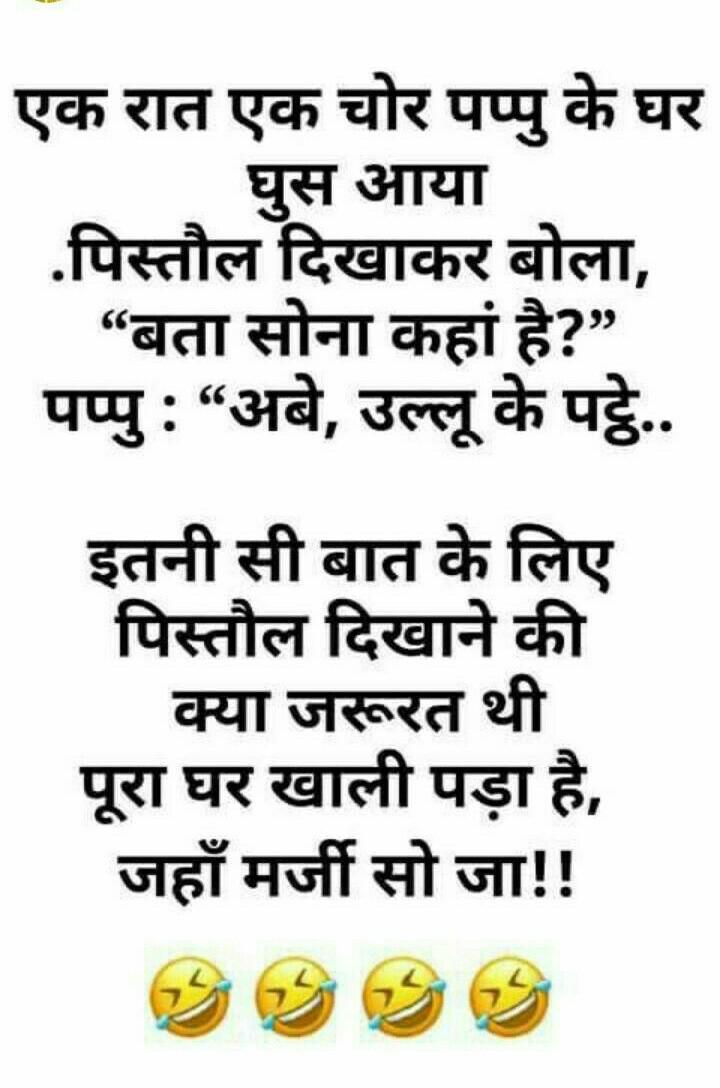 एक रात एक चोर पप्पु के घर
घुस आया
.पिस्तौल दिखाकर बोला,
“बता सोना कहां है?”
पप्पु : “अबे, उल्लू के पट्ठे..
इतनी सी बात के लिए
पिस्तौल दिखाने की
क्या जरूरत थी
पूरा घर खाली पड़ा है,
जहाँ मर्जी सो जा!!